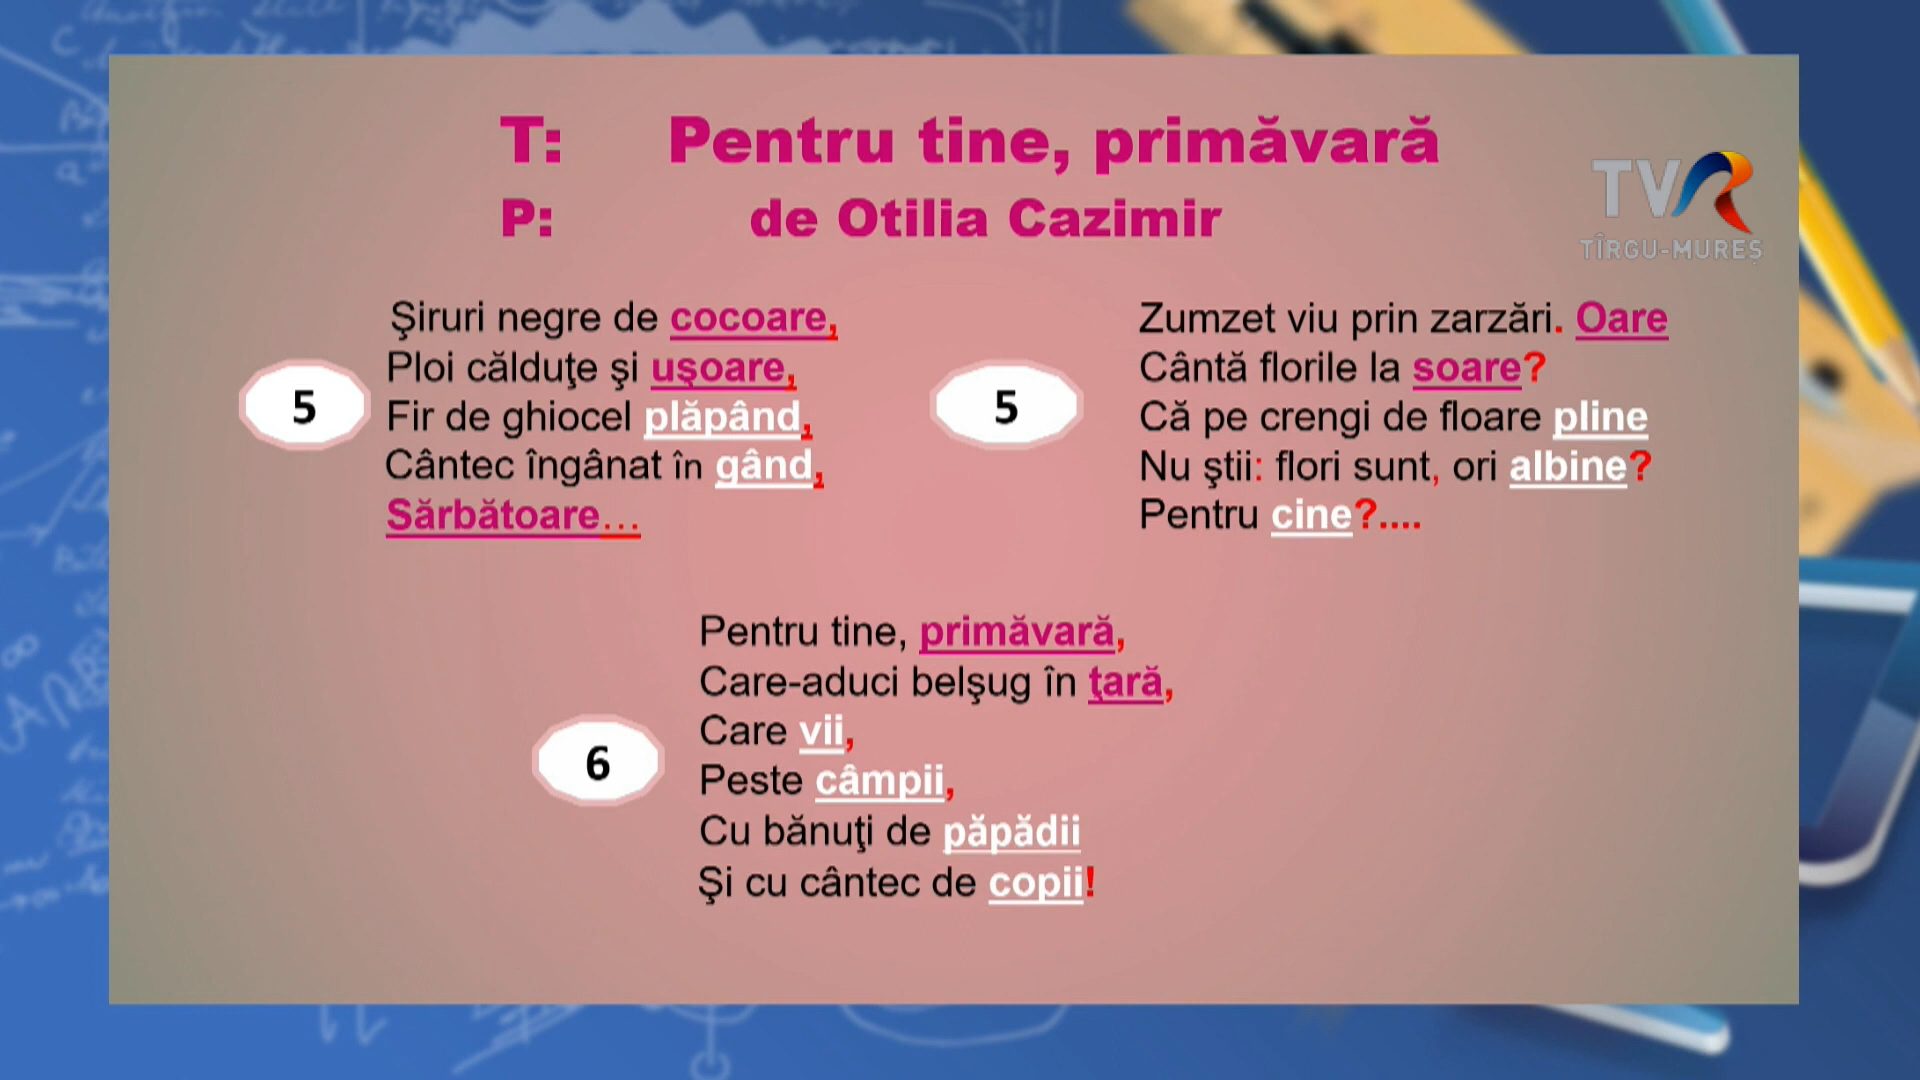 T: Pentru tine, primăvară
P: de Otilia Cazimir
TVR
TÎRGU-MUREȘ
5
Şiruri negre de cocoare,
Ploi călduţe şi uşoare,
Fir de ghiocel plăpând,
Cântec îngânat în gând,
Sărbătoare...
5
Zumzet viu prin zarzări. Oare
Cântă florile la soare?
Că pe crengi de floare pline
Nu ştii: flori sunt, ori albine?
Pentru cine?....
6
Pentru tine, primăvară,
Care-aduci belşug în ţară,
Care vii,
Peste câmpii,
Cu bănuţi de păpădii
Şi cu cântec de copii!